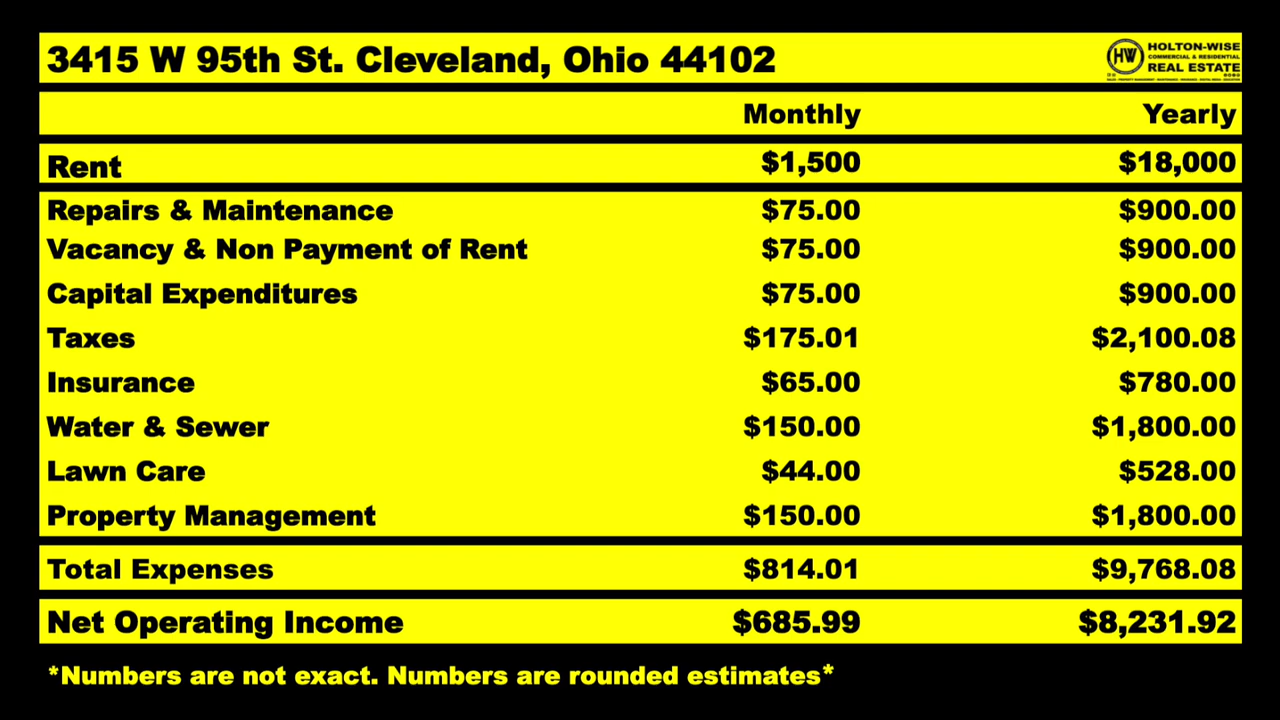 3415 W 95th St. Cleveland, Ohio 44102
HW
HOLTON-WISE
COMMERCIAL & RESIDENTIAL
REAL ESTATE
Monthly Yearly
Rent $1,500 $18,000
Repairs & Maintenance $75.00 $900.00
Vacancy & Non Payment of Rent $75.00 $900.00
Capital Expenditures $75.00 $900.00
Taxes $175.01 $2,100.08
Insurance $65.00 $780.00
Water & Sewer $150.00 $1,800.00
Lawn Care $44.00 $528.00
Property Management $150.00 $1,800.00
Total Expenses $814.01 $9,768.08
Net Operating Income $685.99 $8,231.92
*Numbers are not exact. Numbers are rounded estimates*